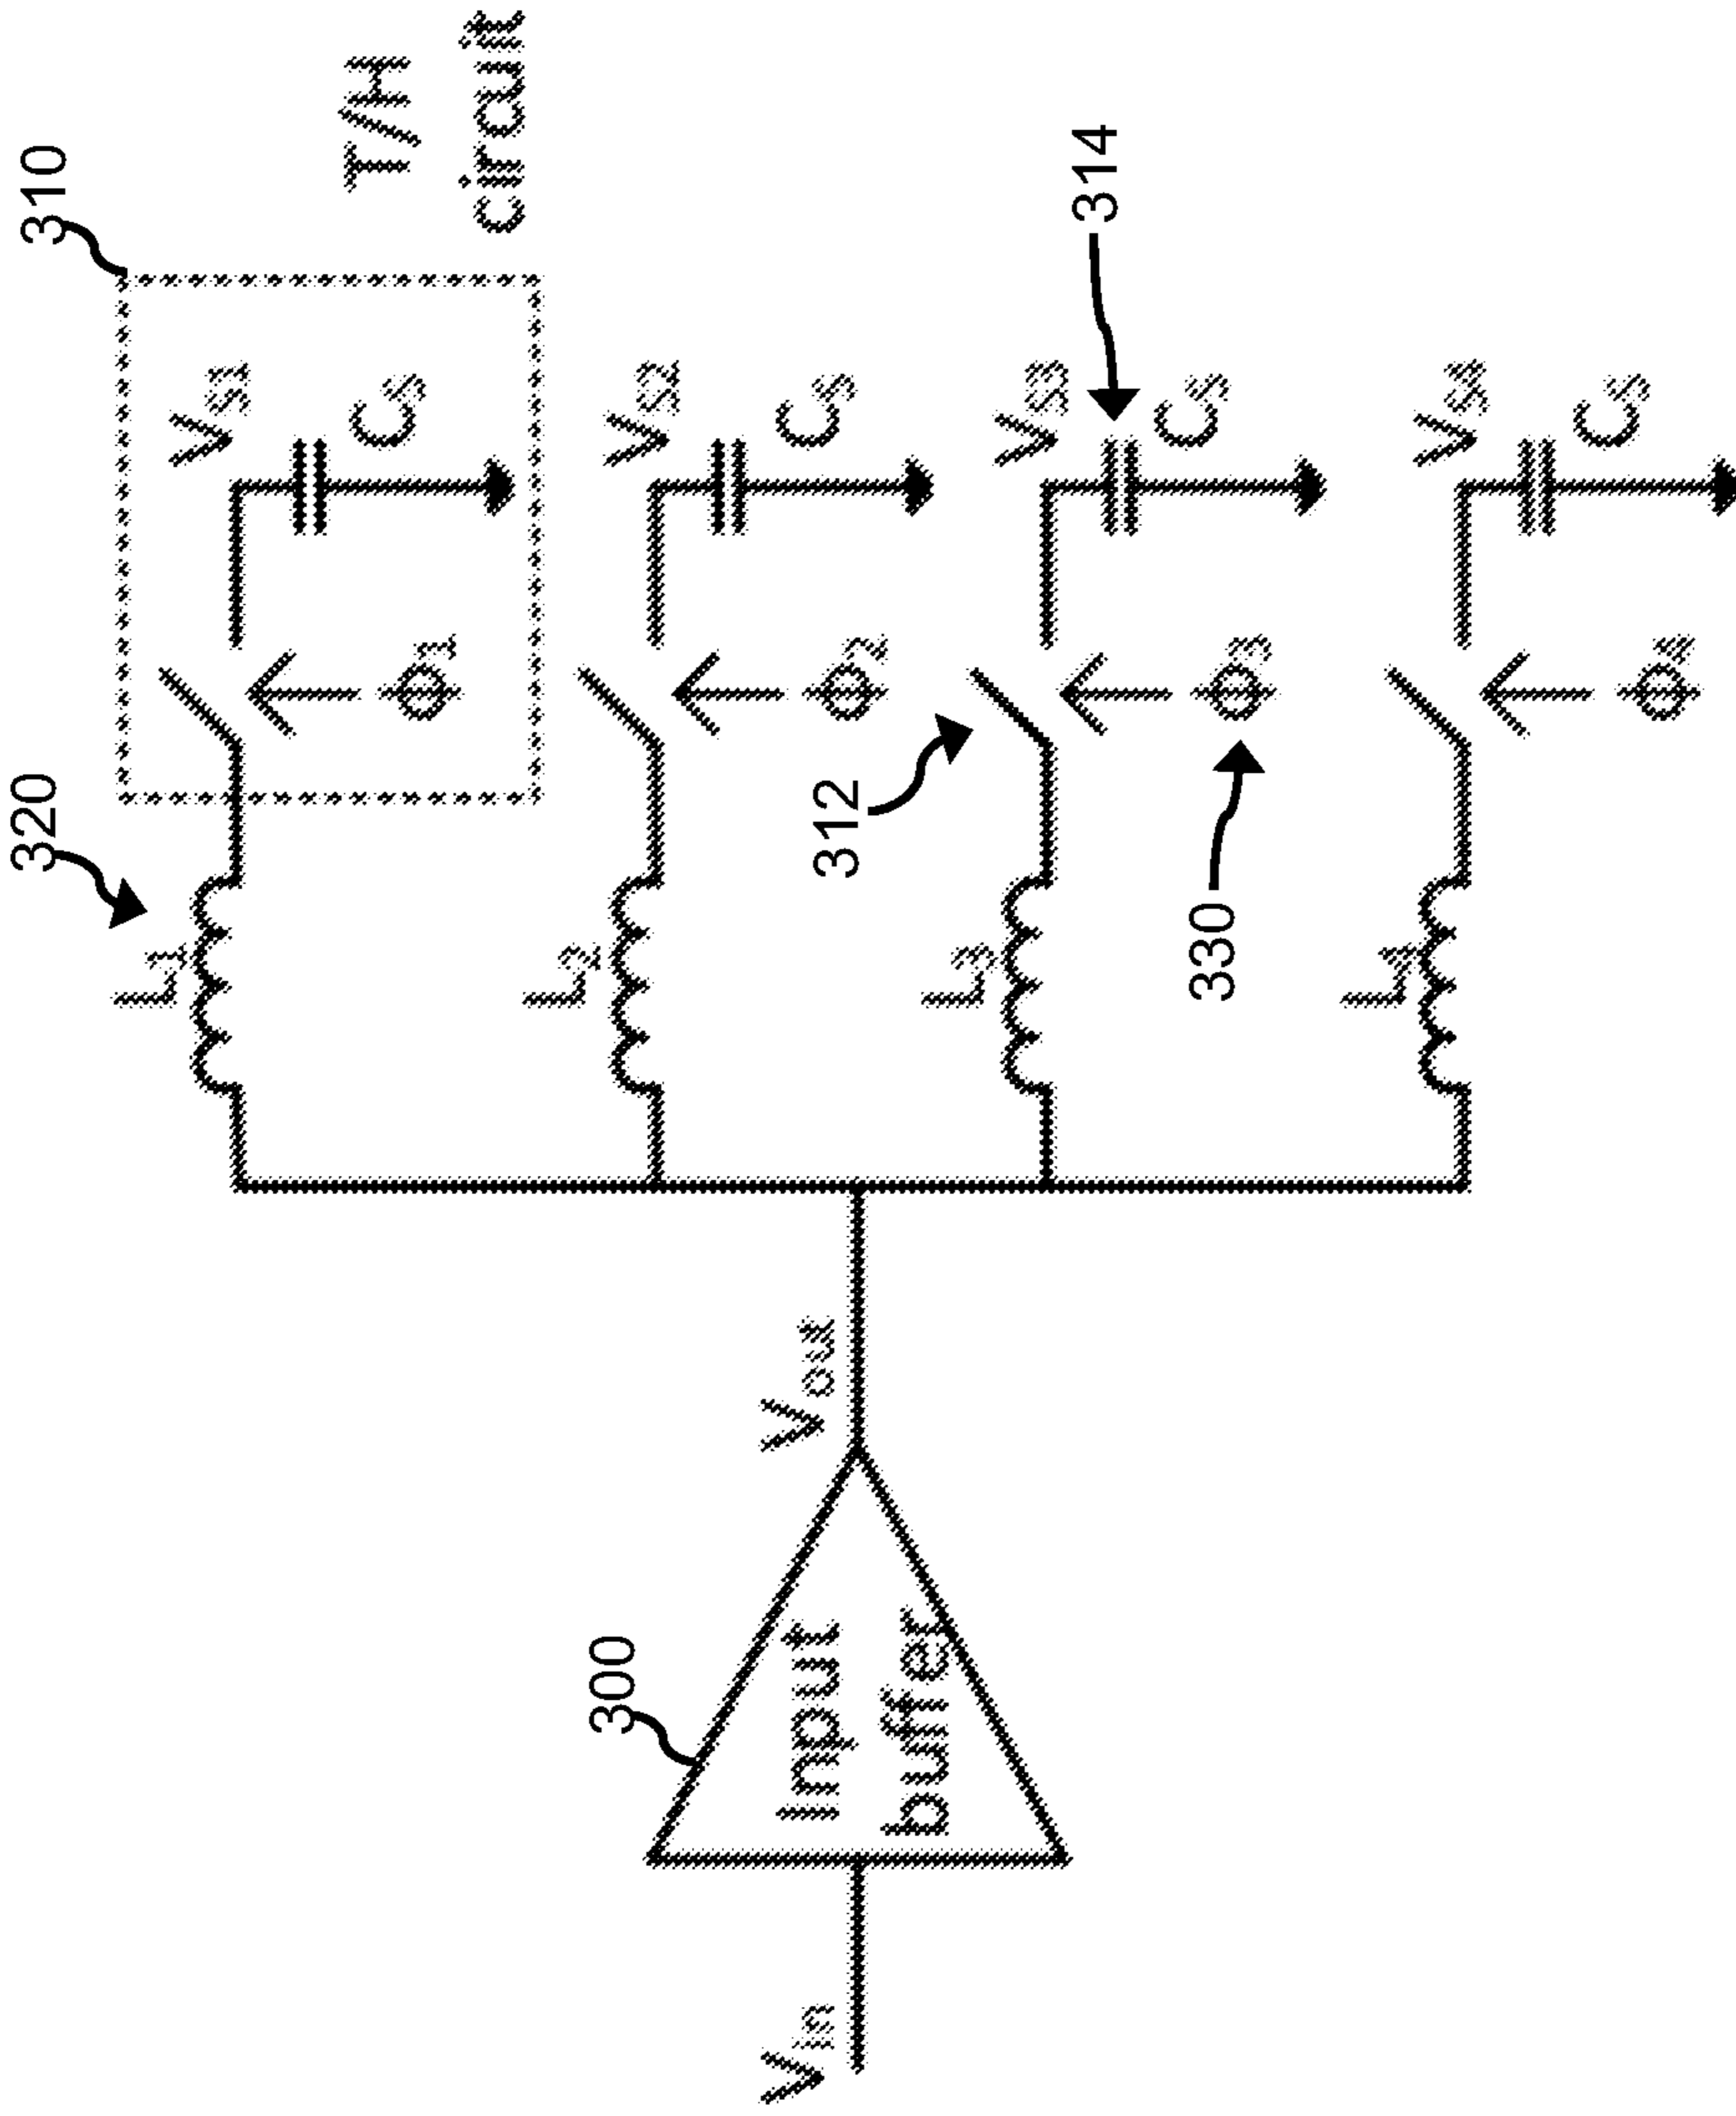 320
310
L1
VS1
T/H
circuit
CS
Φ1
L2
VS2
300
CS
Φ2
Vin
Input
buffer
Vout
312
L3
VS3
314
CS
330
Φ3
L4
VS4
CS
Φ4